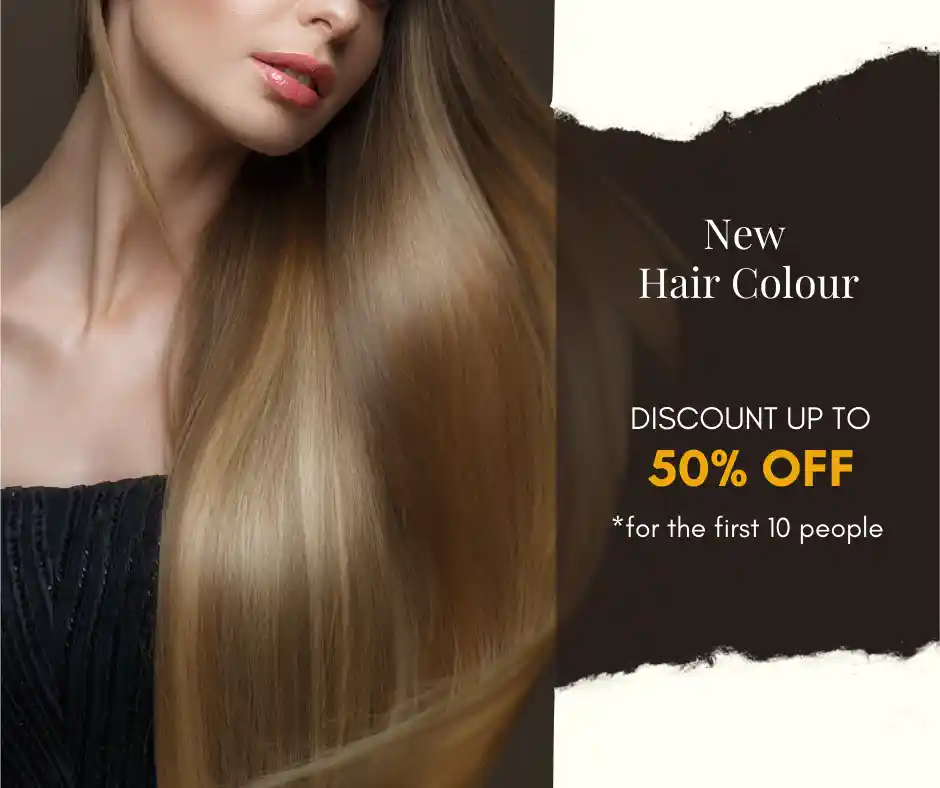 New
Hair Colour
DISCOUNT UP TO
50% OFF
*for the first 10 people